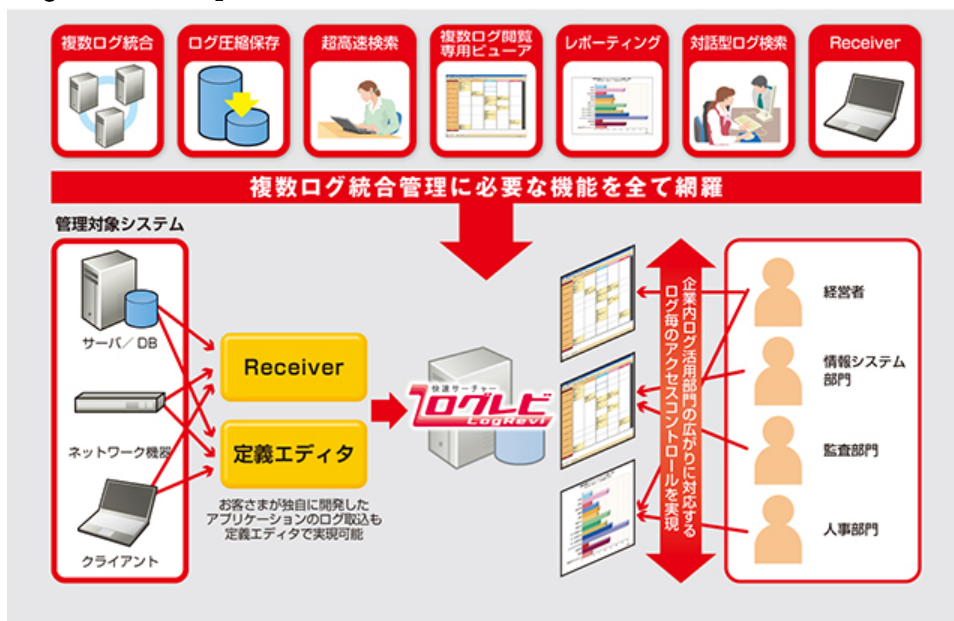 複数ログ統合
ログ圧縮保存
超高速検索
複数ログ閲覧
専用ビューア
レポーティング
対話型ログ検索
Receiver
複数ログ統合管理に必要な機能を全て網羅
管理対象システム
サーバ／DB
ネットワーク機器
クライアント
Receiver
定義エディタ
お客さまが独自に開発した
アプリケーションのログ取込も
定義エディタで実現可能
快速サーチャー
ログレビ
LogRevi
企業内ログ活用部門の広がりに対応する
ログ毎のアクセスコントロールを実現
経営者
情報システム
部門
監査部門
人事部門